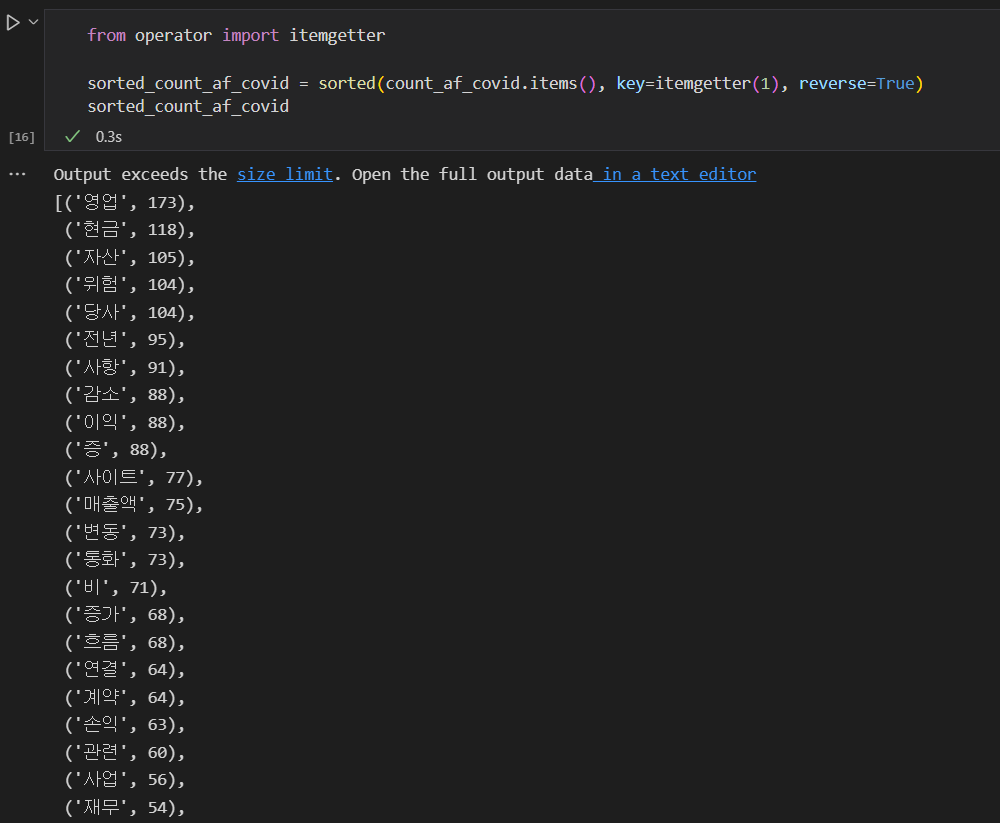 from operator import itemgetter
sorted_count_af_covid = sorted(count_af_covid.items(), key=itemgetter(1), reverse=True)
sorted_count_af_covid
[16]
0.3s
Output exceeds the size limit. Open the full output data in a text editor
[('영업', 173),
('현금', 118),
('자산', 105),
('위험', 104),
('당사', 104),
('전년', 95),
('사항', 91),
('감소', 88),
('이익', 88),
('증', 88),
('사이트', 77),
('매출액', 75),
('변동', 73),
('통화', 73),
('비', 71),
('증가', 68),
('흐름', 68),
('연결', 64),
('계약', 64),
('손익', 63),
('관련', 60),
('사업', 56),
('재무', 54),